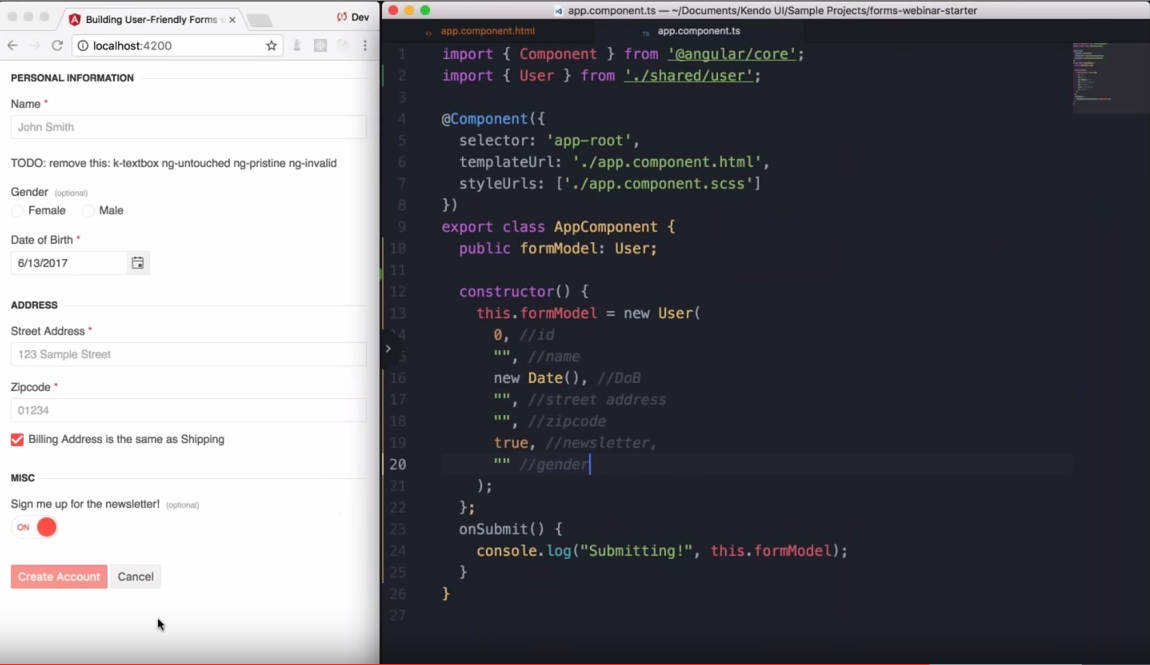 Building User-Friendly Forms
Dev
localhost:4200
PERSONAL INFORMATION
Name *
John Smith
TODO: remove this: k-textbox ng-untouched ng-pristine ng-invalid
Gender (optional)
Female Male
Date of Birth *
6/13/2017
ADDRESS
Street Address *
123 Sample Street
Zipcode *
01234
Billing Address is the same as Shipping
MISC
Sign me up for the newsletter! (optional)
ON
Create Account Cancel
app.component.ts — ~/Documents/Kendo UI/Sample Projects/forms-webinar-starter
app.component.html app.component.ts
1 import { Component } from '@angular/core';
2 import { User } from './shared/user';
3
4 @Component({
5 selector: 'app-root',
6 templateUrl: './app.component.html',
7 styleUrls: ['./app.component.scss']
8 })
9 export class AppComponent {
10 public formModel: User;
11
12 constructor() {
13 this.formModel = new User(
14 0, //id
"", //name
16 new Date(), //DoB
17 "", //street address
18 "", //zipcode
19 true, //newsletter,
20 "" //gender
21 );
22 };
23 onSubmit() {
24 console.log("Submitting!", this.formModel);
25 }
26 }
27